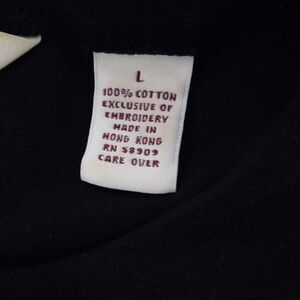 L
100% COTTON
EXCLUSIVE OF
EMBROIDERY
MADE IN
HONG KONG
RN 58909
CARE OVER